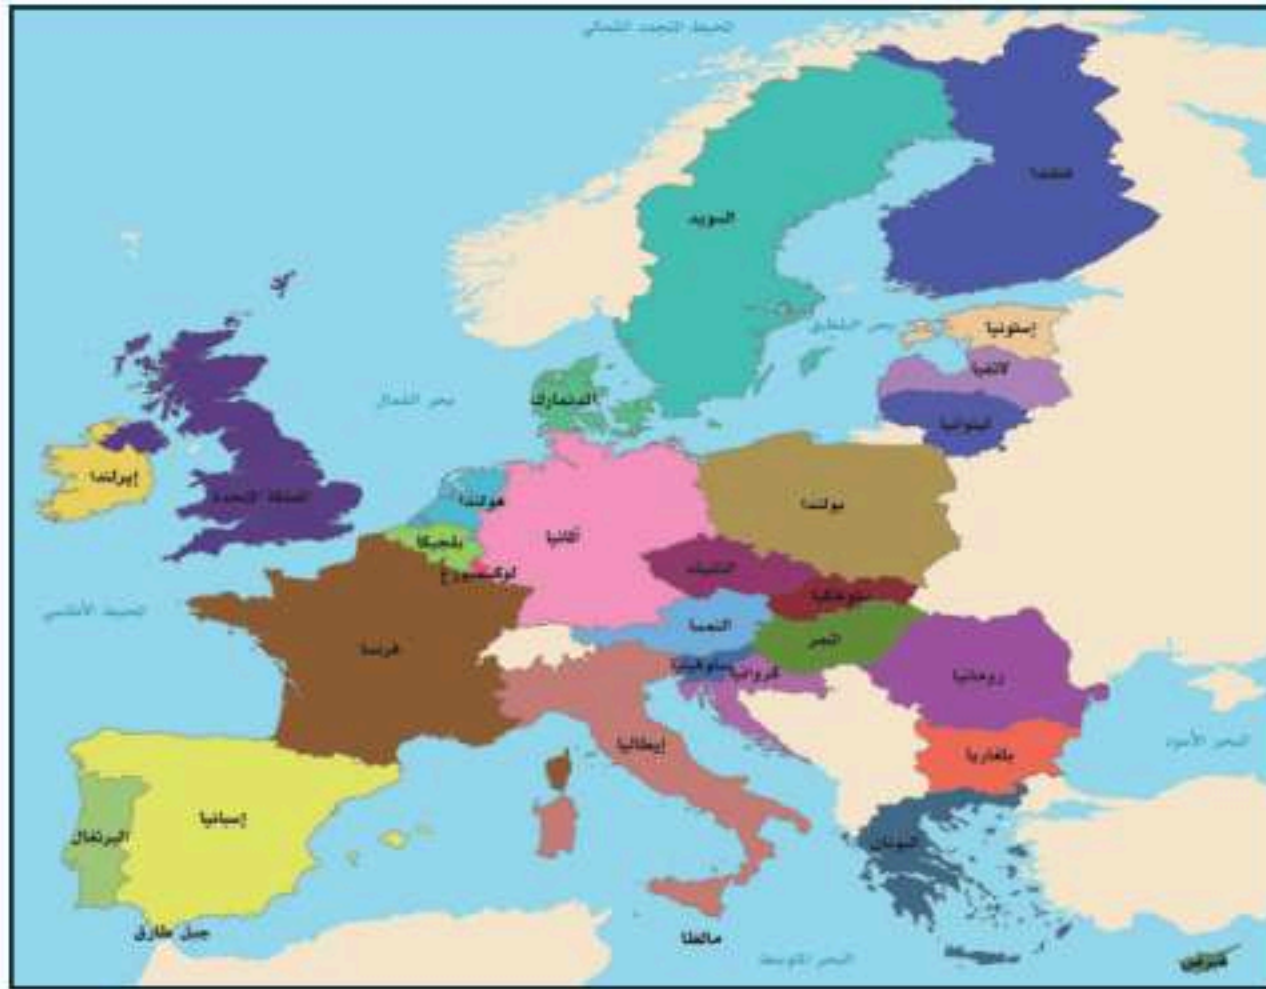 المحيط المتجمد الشمالي
فنلندا
السويد
إستونيا
بحر البلطيق
لاتفيا
الدنمارك
بحر الشمال
ليتوانيا
إيرلندا
المملكة المتحدة
هولندا
بولندا
ألمانيا
بلجيكا
لوكسمبورغ
التشيك
سلوفاكيا
المحيط الأطلسي
النمسا
المجر
فرنسا
سلوفينيا
كرواتيا
رومانيا
إيطاليا
البحر الأسود
بلغاريا
إسبانيا
البرتغال
اليونان
جبل طارق
مالطا
البحر المتوسط
قبرص